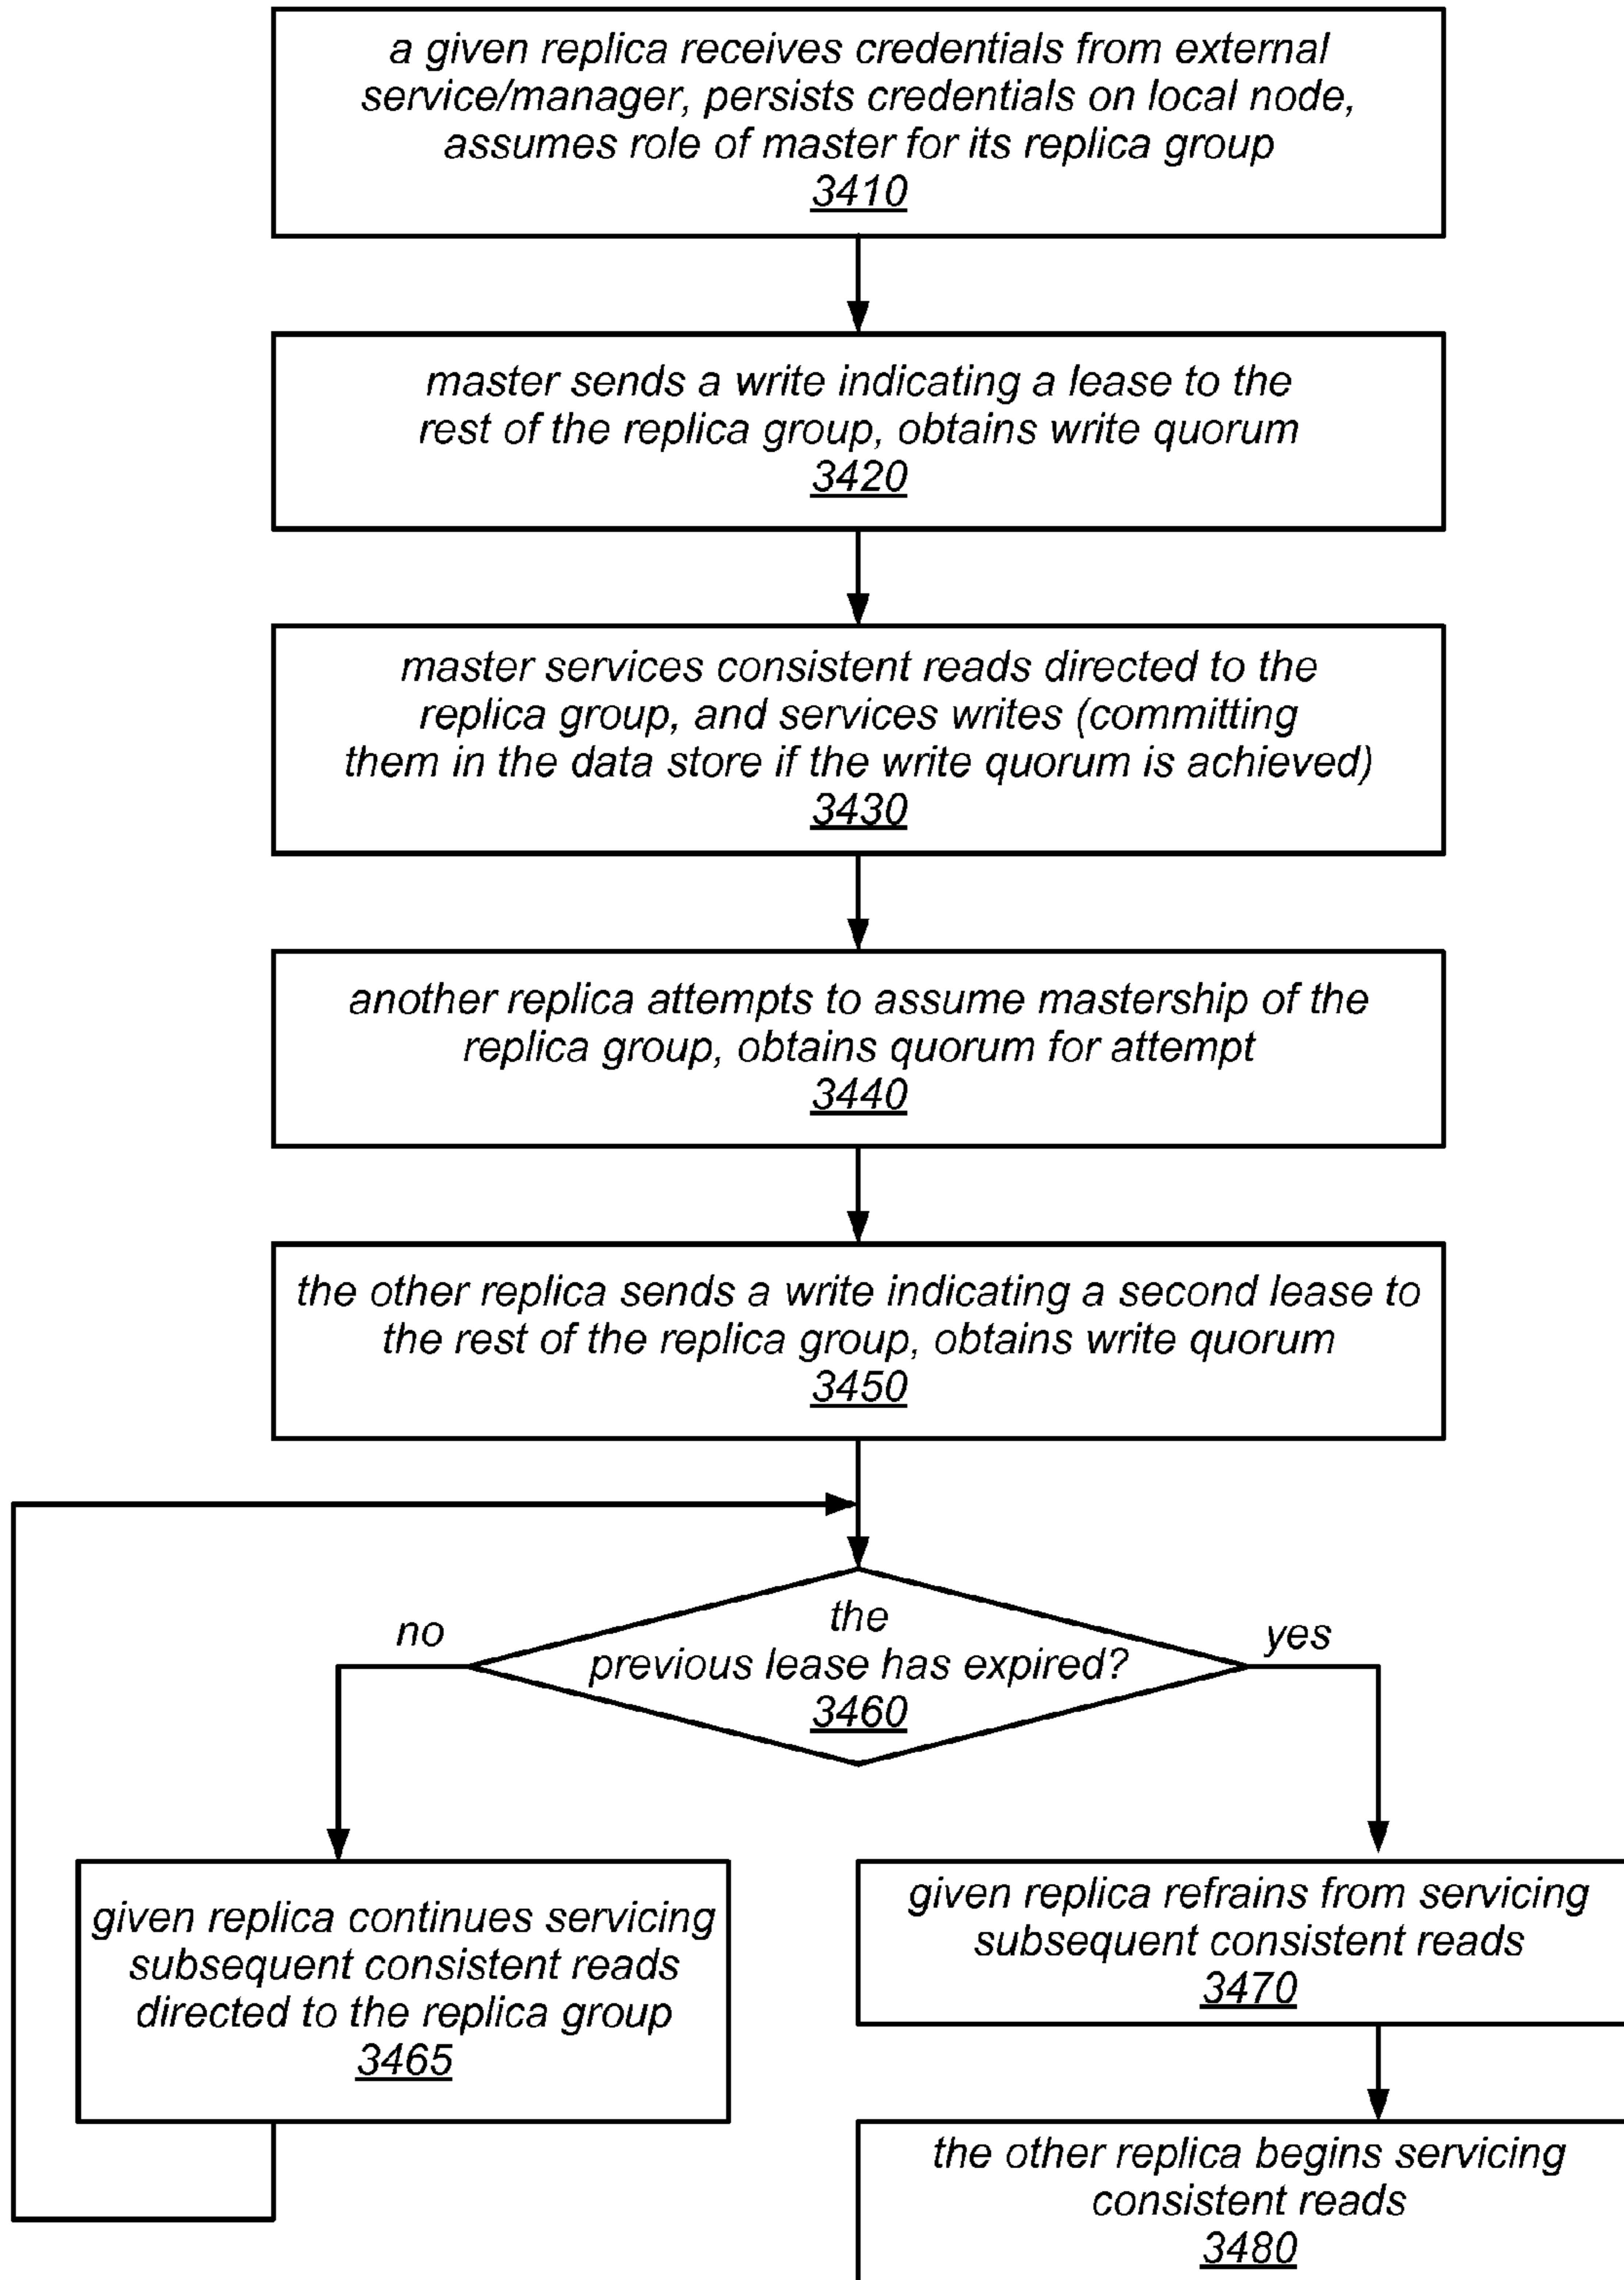 a given replica receives credentials from external
service/manager, persists credentials on local node,
assumes role of master for its replica group
3410
master sends a write indicating a lease to the
rest of the replica group, obtains write quorum
3420
master services consistent reads directed to the
replica group, and services writes (committing
them in the data store if the write quorum is achieved)
3430
another replica attempts to assume mastership of the
replica group, obtains quorum for attempt
3440
the other replica sends a write indicating a second lease to
the rest of the replica group, obtains write quorum
3450
the
previous lease has expired?
3460
no
yes
given replica continues servicing
subsequent consistent reads
directed to the replica group
3465
given replica refrains from servicing
subsequent consistent reads
3470
the other replica begins servicing
consistent reads
3480